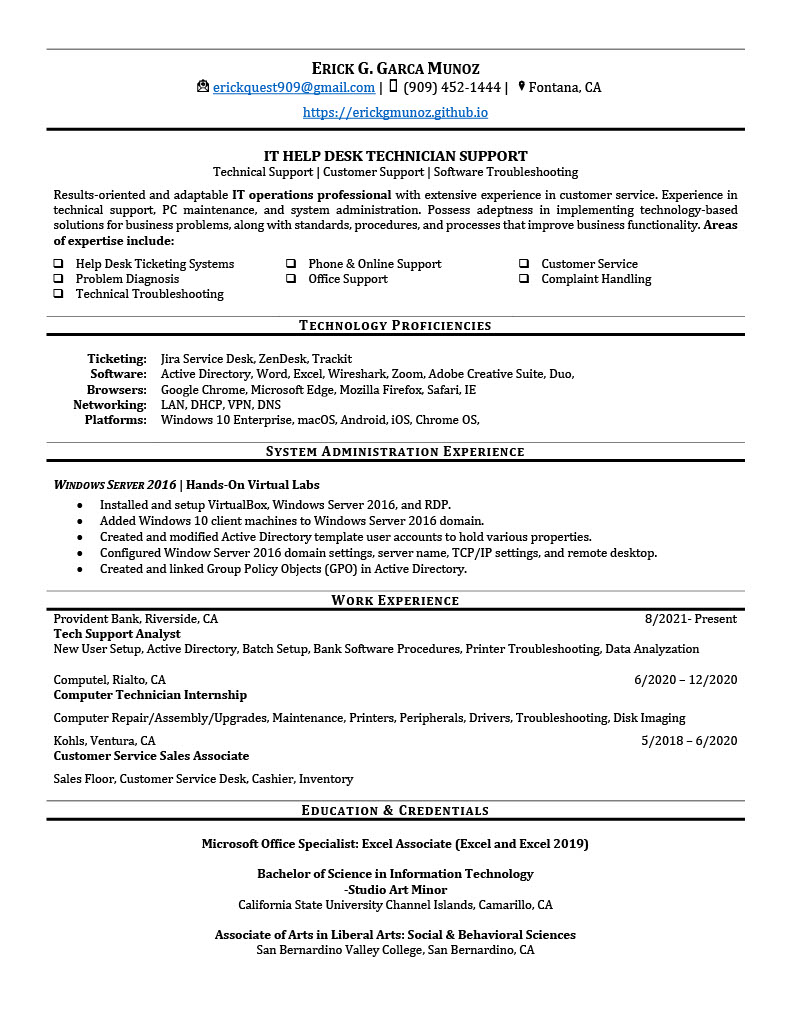 ERICK G. GARCA MUNOZ
erickquest909@gmail.com | (909) 452-1444 | Fontana, CA
https://erickgmunoz.github.io
IT HELP DESK TECHNICIAN SUPPORT
Technical Support | Customer Support | Software Troubleshooting
Results-oriented and adaptable IT operations professional with extensive experience in customer service. Experience in
technical support, PC maintenance, and system administration. Possess adeptness in implementing technology-based
solutions for business problems, along with standards, procedures, and processes that improve business functionality. Areas
of expertise include:
Help Desk Ticketing Systems Phone & Online Support Customer Service
Problem Diagnosis Office Support Complaint Handling
Technical Troubleshooting
TECHNOLOGY PROFICIENCIES
Ticketing: Jira Service Desk, ZenDesk, Trackit
Software: Active Directory, Word, Excel, Wireshark, Zoom, Adobe Creative Suite, Duo,
Browsers: Google Chrome, Microsoft Edge, Mozilla Firefox, Safari, IE
Networking: LAN, DHCP, VPN, DNS
Platforms: Windows 10 Enterprise, macOS, Android, iOS, Chrome OS,
SYSTEM ADMINISTRATION EXPERIENCE
WINDOWS SERVER 2016 | Hands-On Virtual Labs
• Installed and setup VirtualBox, Windows Server 2016, and RDP.
• Added Windows 10 client machines to Windows Server 2016 domain.
• Created and modified Active Directory template user accounts to hold various properties.
• Configured Window Server 2016 domain settings, server name, TCP/IP settings, and remote desktop.
• Created and linked Group Policy Objects (GPO) in Active Directory.
WORK EXPERIENCE
Provident Bank, Riverside, CA 8/2021- Present
Tech Support Analyst
New User Setup, Active Directory, Batch Setup, Bank Software Procedures, Printer Troubleshooting, Data Analyzation
Computel, Rialto, CA 6/2020 – 12/2020
Computer Technician Internship
Computer Repair/Assembly/Upgrades, Maintenance, Printers, Peripherals, Drivers, Troubleshooting, Disk Imaging
Kohls, Ventura, CA 5/2018 – 6/2020
Customer Service Sales Associate
Sales Floor, Customer Service Desk, Cashier, Inventory
EDUCATION & CREDENTIALS
Microsoft Office Specialist: Excel Associate (Excel and Excel 2019)
Bachelor of Science in Information Technology
-Studio Art Minor
California State University Channel Islands, Camarillo, CA
Associate of Arts in Liberal Arts: Social & Behavioral Sciences
San Bernardino Valley College, San Bernardino, CA